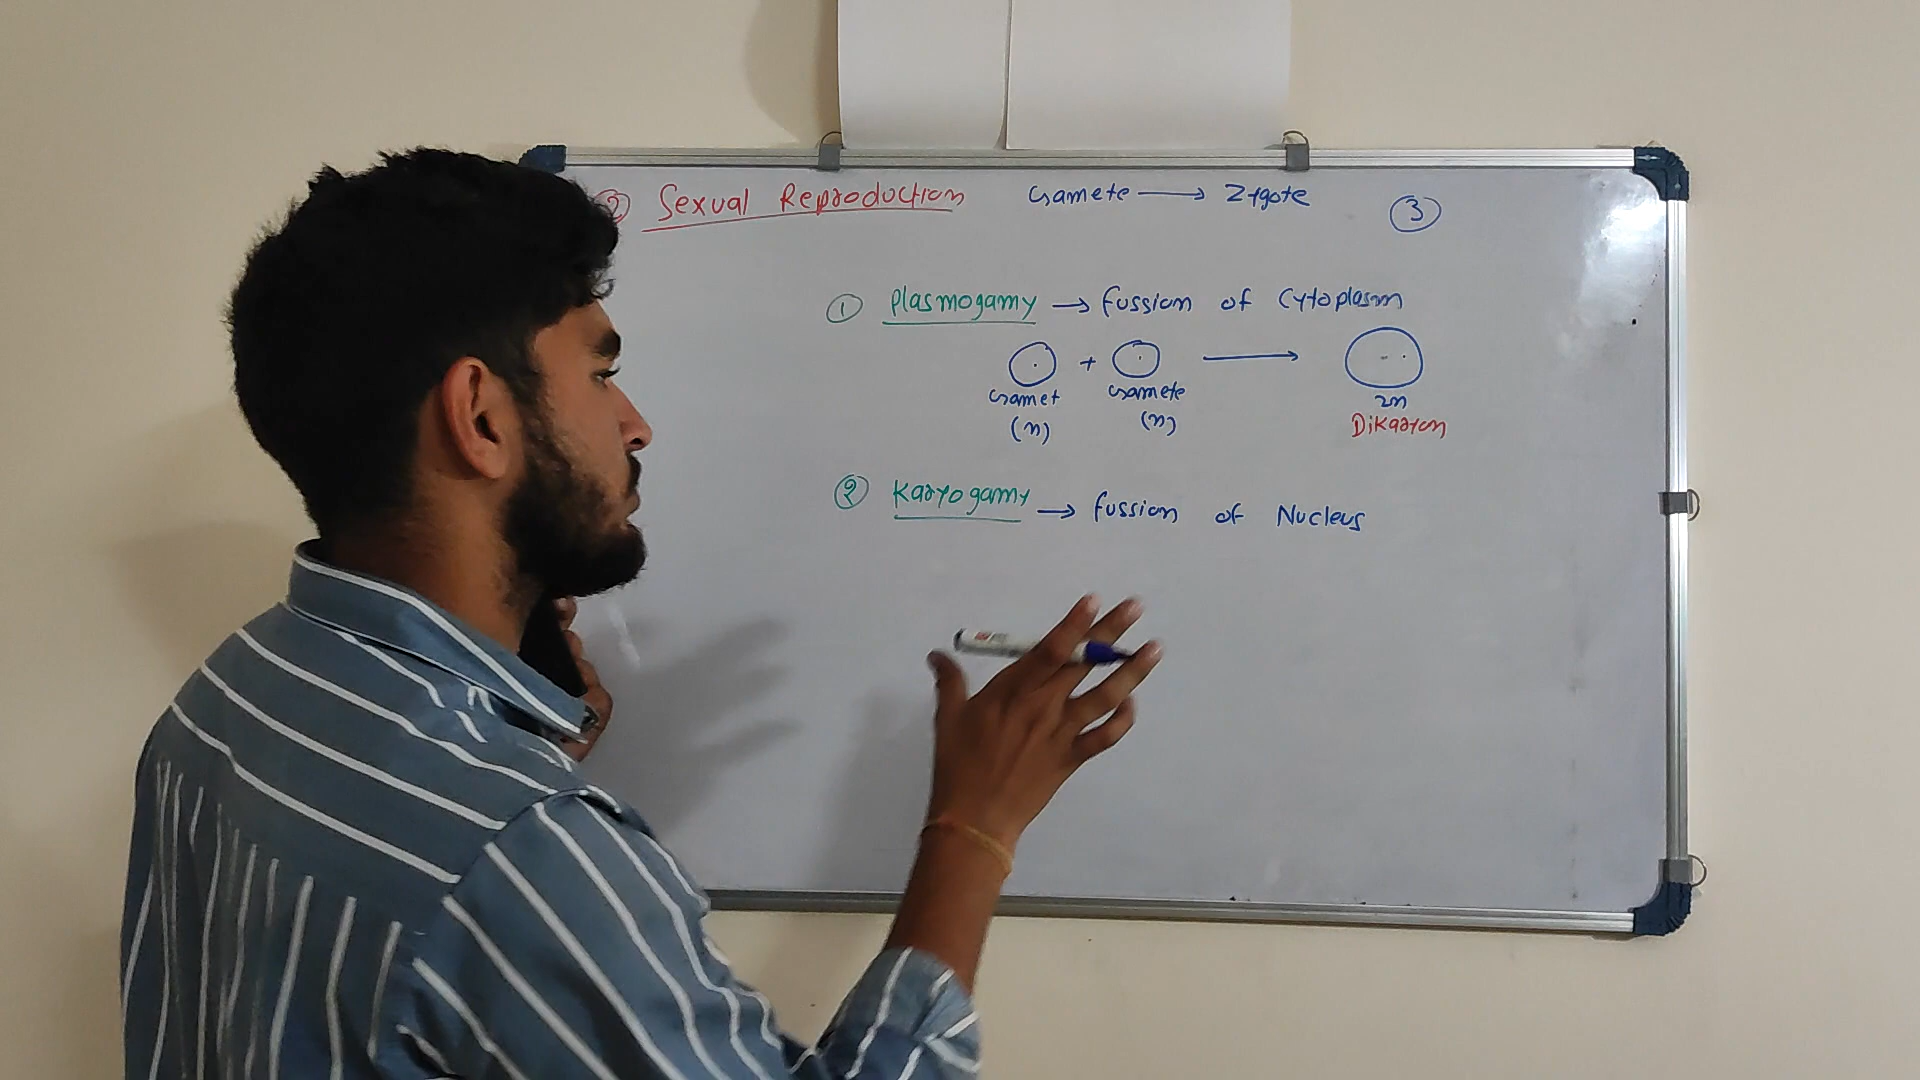 ② Sexual Reproduction Gamete → Zygote ③
① Plasmogamy → fussion of Cytoplasm
+ →
Gamet Gamete 2n
(n) (n) Dikaryon
② Karyogamy → fussion of Nucleus